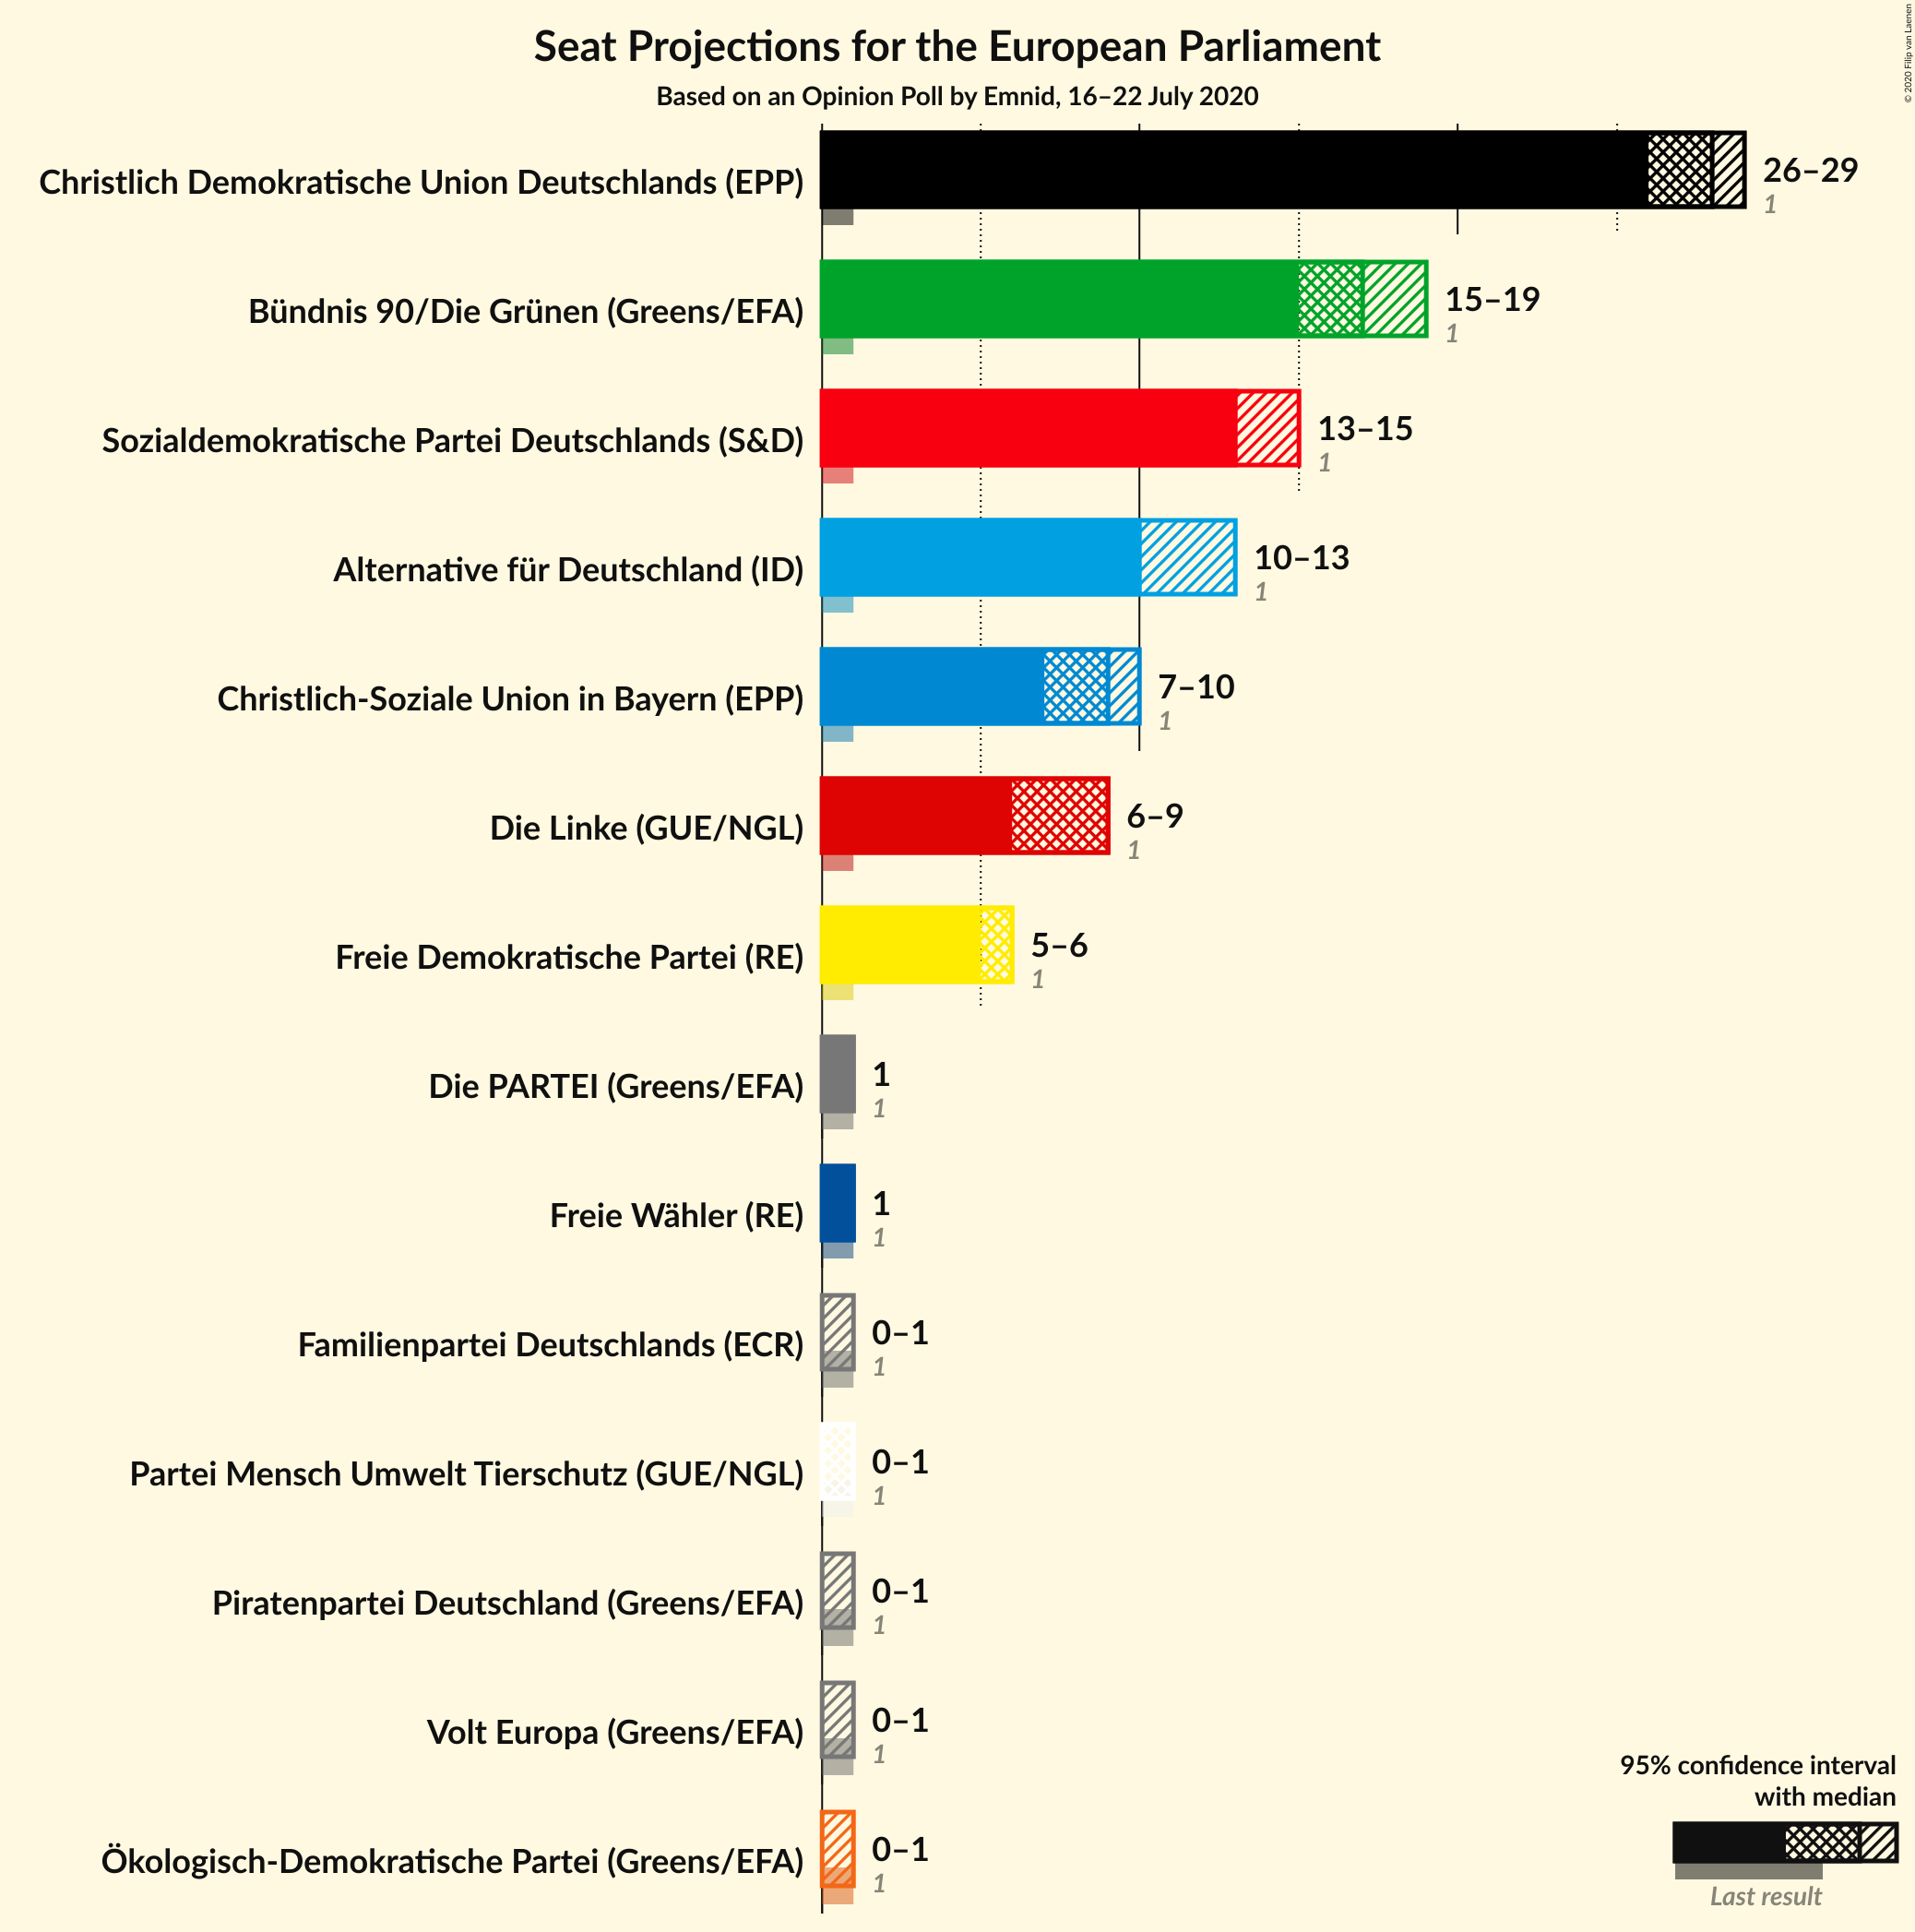 Seat Projections for the European Parliament
Based on an Opinion Poll by Emnid, 16–22 July 2020
© 2020 Filip van Laenen
Christlich Demokratische Union Deutschlands (EPP)
26–29
1
Bündnis 90/Die Grünen (Greens/EFA)
15–19
1
Sozialdemokratische Partei Deutschlands (S&D)
13–15
1
Alternative für Deutschland (ID)
10–13
1
Christlich-Soziale Union in Bayern (EPP)
7–10
1
Die Linke (GUE/NGL)
6–9
1
Freie Demokratische Partei (RE)
5–6
1
Die PARTEI (Greens/EFA)
1
1
Freie Wähler (RE)
1
1
Familienpartei Deutschlands (ECR)
0–1
1
Partei Mensch Umwelt Tierschutz (GUE/NGL)
0–1
1
Piratenpartei Deutschland (Greens/EFA)
0–1
1
Volt Europa (Greens/EFA)
0–1
1
Ökologisch-Demokratische Partei (Greens/EFA)
0–1
1
95% confidence interval
with median
Last result